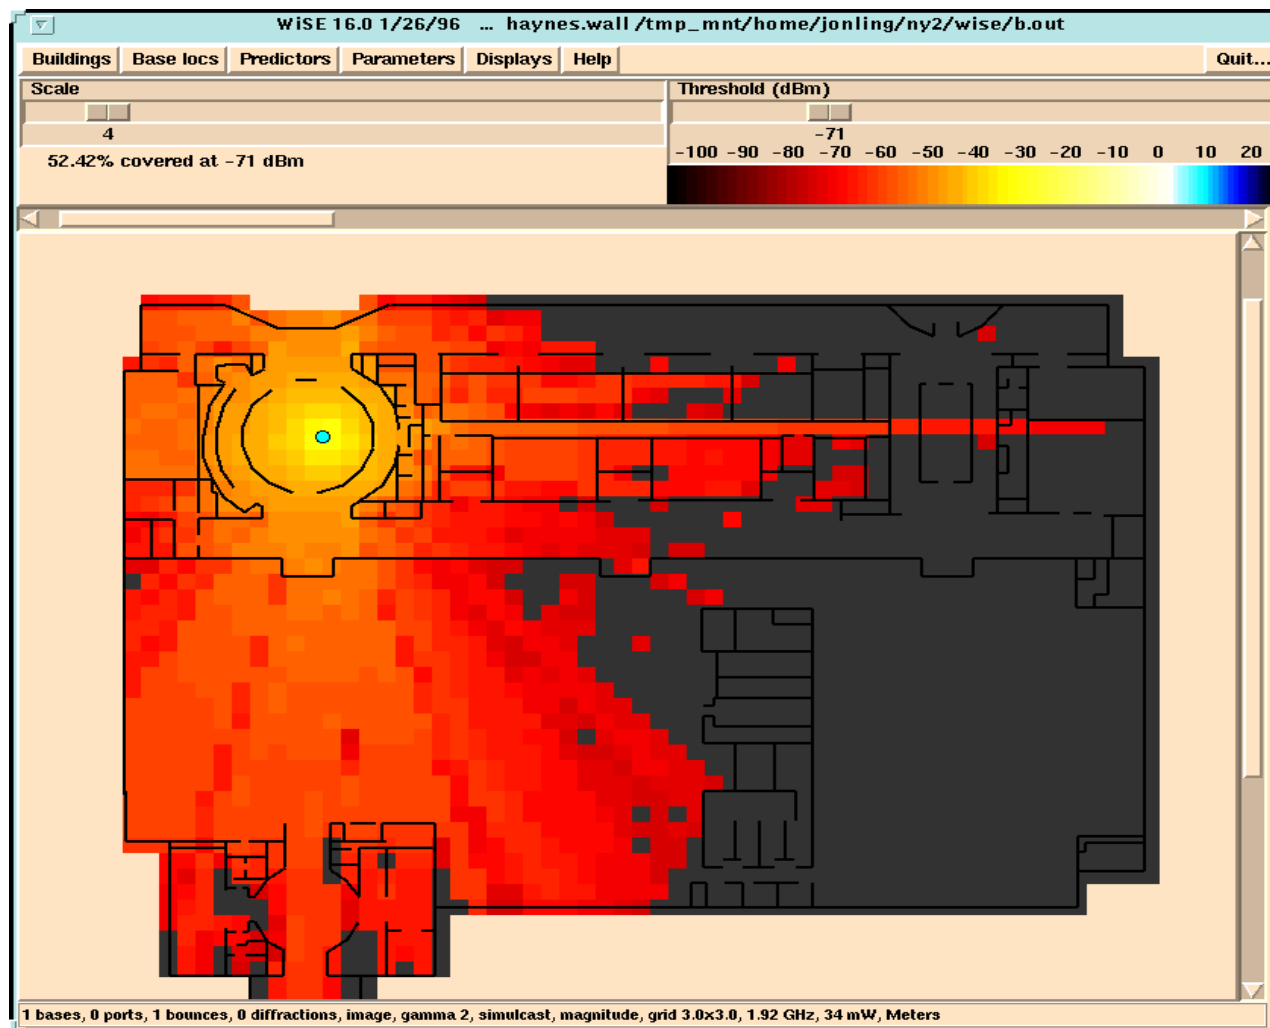 WiSE 16.0 1/26/96 ... haynes.wall /tmp_mnt/home/jonling/ny2/wise/b.out
Buildings Base locs Predictors Parameters Displays Help Quit...
Scale
4
52.42% covered at -71 dBm
Threshold (dBm)
-71
-100 -90 -80 -70 -60 -50 -40 -30 -20 -10 0 10 20
1 bases, 0 ports, 1 bounces, 0 diffractions, image, gamma 2, simulcast, magnitude, grid 3.0x3.0, 1.92 GHz, 34 mW, Meters